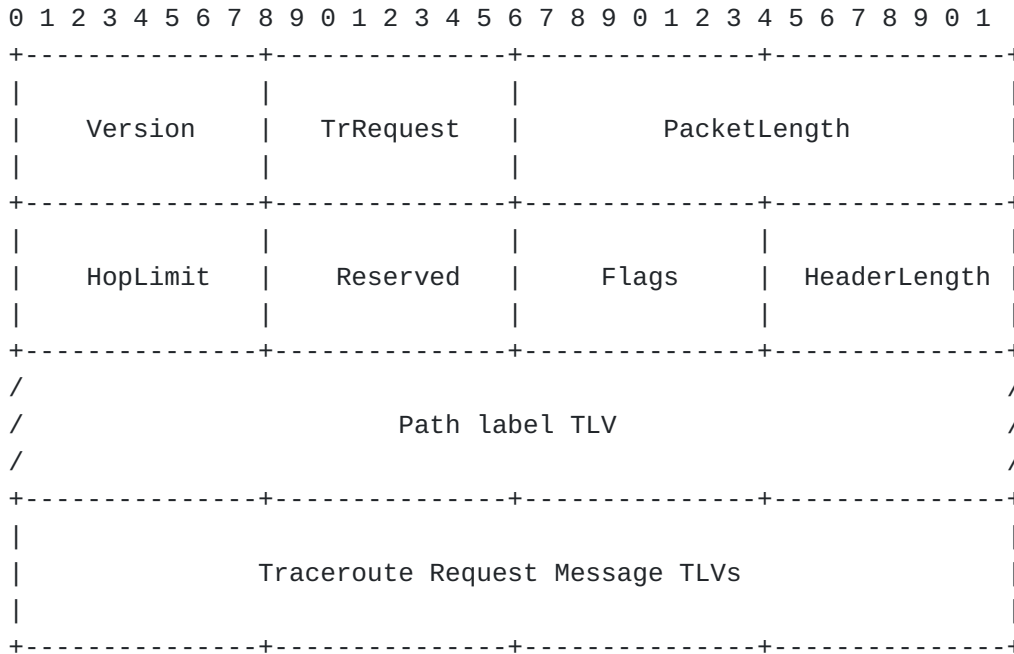 0 1 2 3 4 5 6 7 8 9 0 1 2 3 4 5 6 7 8 9 0 1 2 3 4 5 6 7 8 9 0 1
+---------------+---------------+---------------+---------------+
|               |               |                               |
|    Version    |   TrRequest   |         PacketLength          |
|               |               |                               |
+---------------+---------------+---------------+---------------+
|               |               |               |               |
|    HopLimit   |    Reserved   |     Flags     |  HeaderLength |
|               |               |               |               |
+---------------+---------------+---------------+---------------+
/                                                               /
/                        Path label TLV                         /
/                                                               /
+---------------+---------------+---------------+---------------+
|                                                               |
|               Traceroute Request Message TLVs                 |
|                                                               |
+---------------+---------------+---------------+---------------+